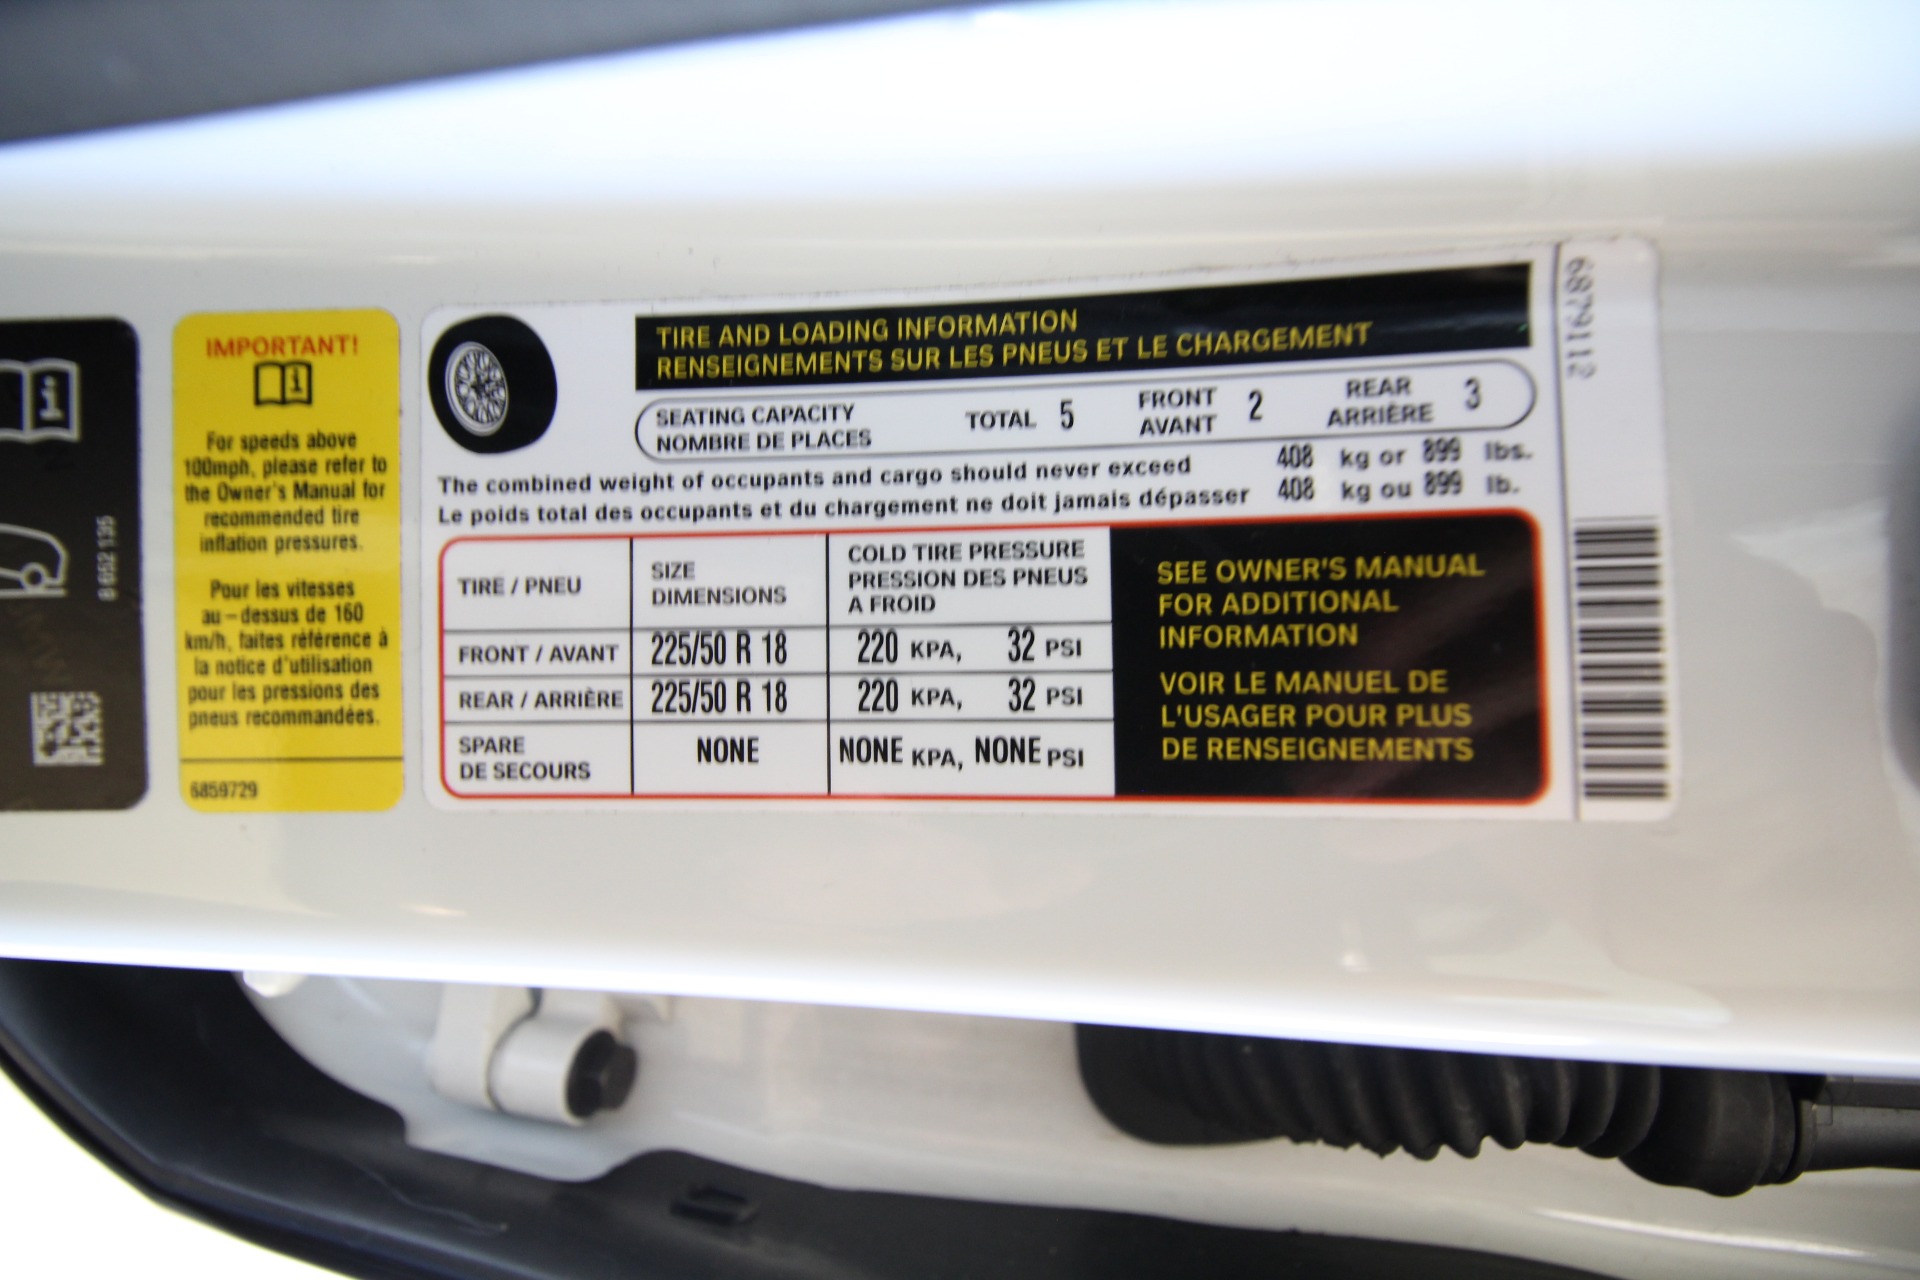 8 652 135
IMPORTANT!
For speeds above
100mph, please refer to
the Owner's Manual for
recommended tire
inflation pressures.
Pour les vitesses
au-dessus de 160
km/h, faites référence à
la notice d'utilisation
pour les pressions des
pneus recommandées.
6859729
TIRE AND LOADING INFORMATION
RENSEIGNEMENTS SUR LES PNEUS ET LE CHARGEMENT
SEATING CAPACITY
NOMBRE DE PLACES
TOTAL 5
FRONT
AVANT
2
REAR
ARRIÈRE
3
The combined weight of occupants and cargo should never exceed 408 kg or 899 lbs.
Le poids total des occupants et du chargement ne doit jamais dépasser 408 kg ou 899 lb.
TIRE / PNEU
SIZE
DIMENSIONS
COLD TIRE PRESSURE
PRESSION DES PNEUS
A FROID
FRONT / AVANT 225/50 R 18 220 KPA, 32 PSI
REAR / ARRIÈRE 225/50 R 18 220 KPA, 32 PSI
SPARE
DE SECOURS
NONE NONE KPA, NONE PSI
SEE OWNER'S MANUAL
FOR ADDITIONAL
INFORMATION
VOIR LE MANUEL DE
L'USAGER POUR PLUS
DE RENSEIGNEMENTS
6879112